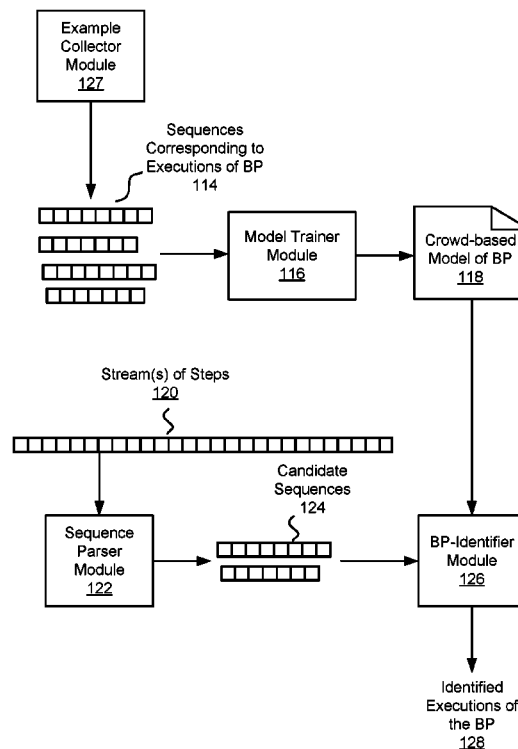 Example
Collector
Module
127
Sequences
Corresponding to
Executions of BP
114
Model Trainer
Module
116
Crowd-based
Model of BP
118
Stream(s) of Steps
120
Candidate
Sequences
124
Sequence
Parser
Module
122
BP-Identifier
Module
126
Identified
Executions of
the BP
128